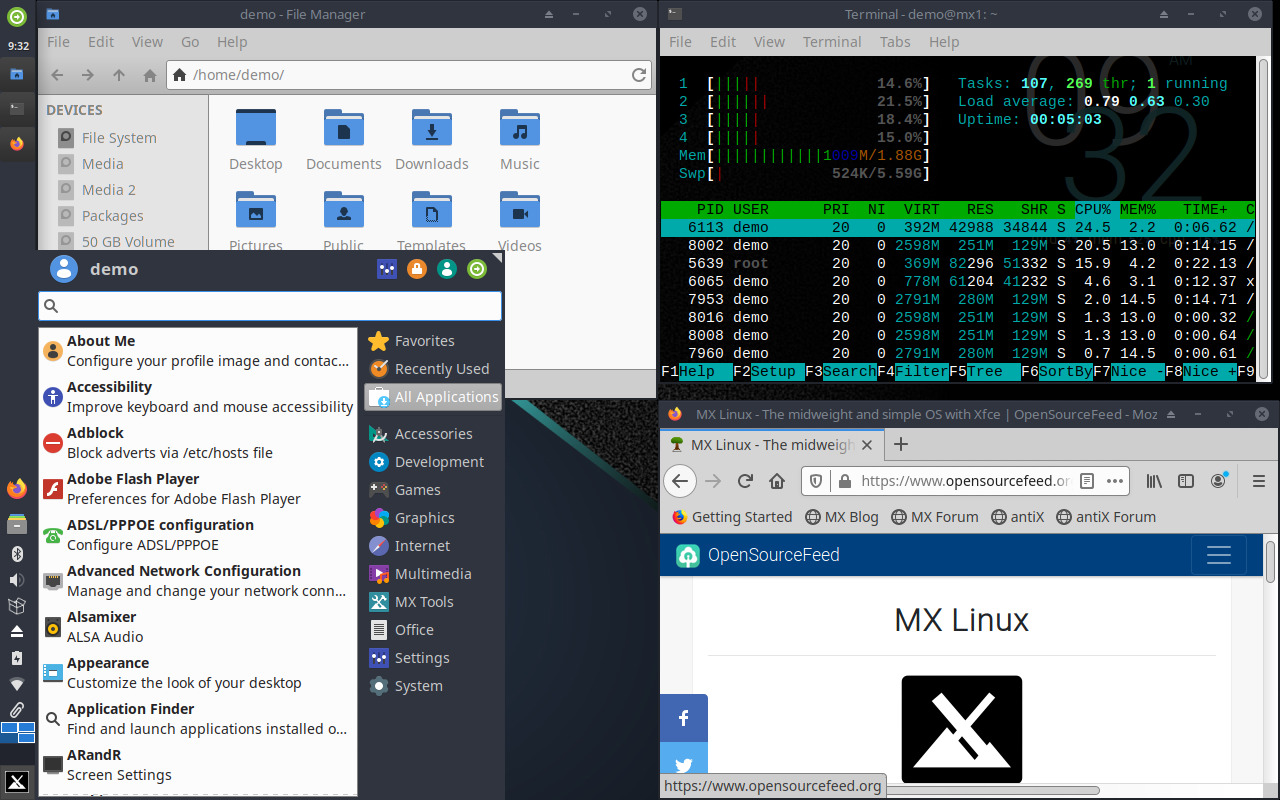 9:32
demo - File Manager
File Edit View Go Help
/home/demo/
DEVICES
File System
Media
Media 2
Packages
50 GB Volume
Desktop Documents Downloads Music
Pictures Public Templates Videos
demo
About Me
Configure your profile image and contac...
Accessibility
Improve keyboard and mouse accessibility
Adblock
Block adverts via /etc/hosts file
Adobe Flash Player
Preferences for Adobe Flash Player
ADSL/PPPOE configuration
Configure ADSL/PPPOE
Advanced Network Configuration
Manage and change your network conn...
Alsamixer
ALSA Audio
Appearance
Customize the look of your desktop
Application Finder
Find and launch applications installed o...
ARandR
Screen Settings
Favorites
Recently Used
All Applications
Accessories
Development
Games
Graphics
Internet
Multimedia
MX Tools
Office
Settings
System
Terminal - demo@mx1: ~
File Edit View Terminal Tabs Help
AM
09
32
1 [||||| 14.6%] Tasks: 107, 269 thr; 1 running
2 [|||||| 21.5%] Load average: 0.79 0.63 0.30
3 [||||| 18.4%] Uptime: 00:05:03
4 [||||| 15.0%]
Mem[||||||||||||1009M/1.88G]
Swp[| 524K/5.59G]
PID USER PRI NI VIRT RES SHR S CPU% MEM% TIME+ C
6113 demo 20 0 392M 42988 34844 S 24.5 2.2 0:06.62 /
8002 demo 20 0 2598M 251M 129M S 20.5 13.0 0:14.15 /
5639 root 20 0 369M 82296 51332 S 15.9 4.2 0:22.13 /
6065 demo 20 0 778M 61204 41232 S 4.6 3.1 0:12.37 x
7953 demo 20 0 2791M 280M 129M S 2.0 14.5 0:14.71 /
8016 demo 20 0 2598M 251M 129M S 1.3 13.0 0:00.32 /
8008 demo 20 0 2598M 251M 129M S 1.3 13.0 0:00.64 /
7960 demo 20 0 2791M 280M 129M S 0.7 14.5 0:00.61 /
F1Help F2Setup F3SearchF4FilterF5Tree F6SortByF7Nice -F8Nice +F9
MX Linux - The midweight and simple OS with Xfce | OpenSourceFeed - Moz
MX Linux - The midweigh
https://www.opensourcefeed.or
Getting Started MX Blog MX Forum antiX antiX Forum
OpenSourceFeed
MX Linux
https://www.opensourcefeed.org